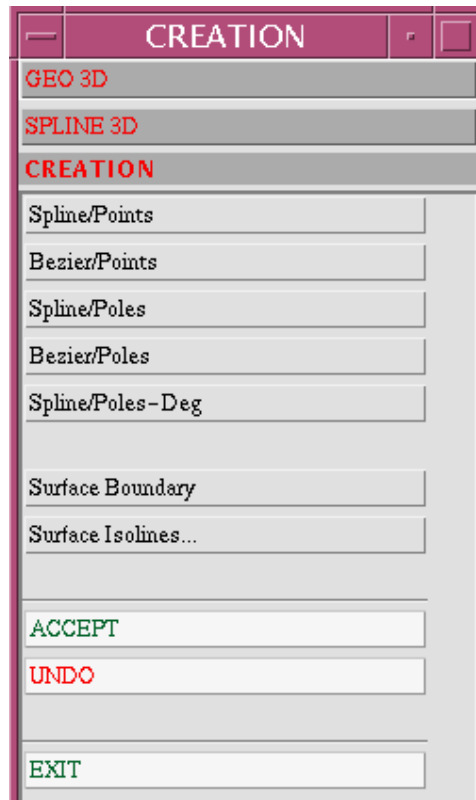 CREATION
GEO 3D
SPLINE 3D
CREATION
Spline/Points
Bezier/Points
Spline/Poles
Bezier/Poles
Spline/Poles-Deg
Surface Boundary
Surface Isolines...
ACCEPT
UNDO
EXIT